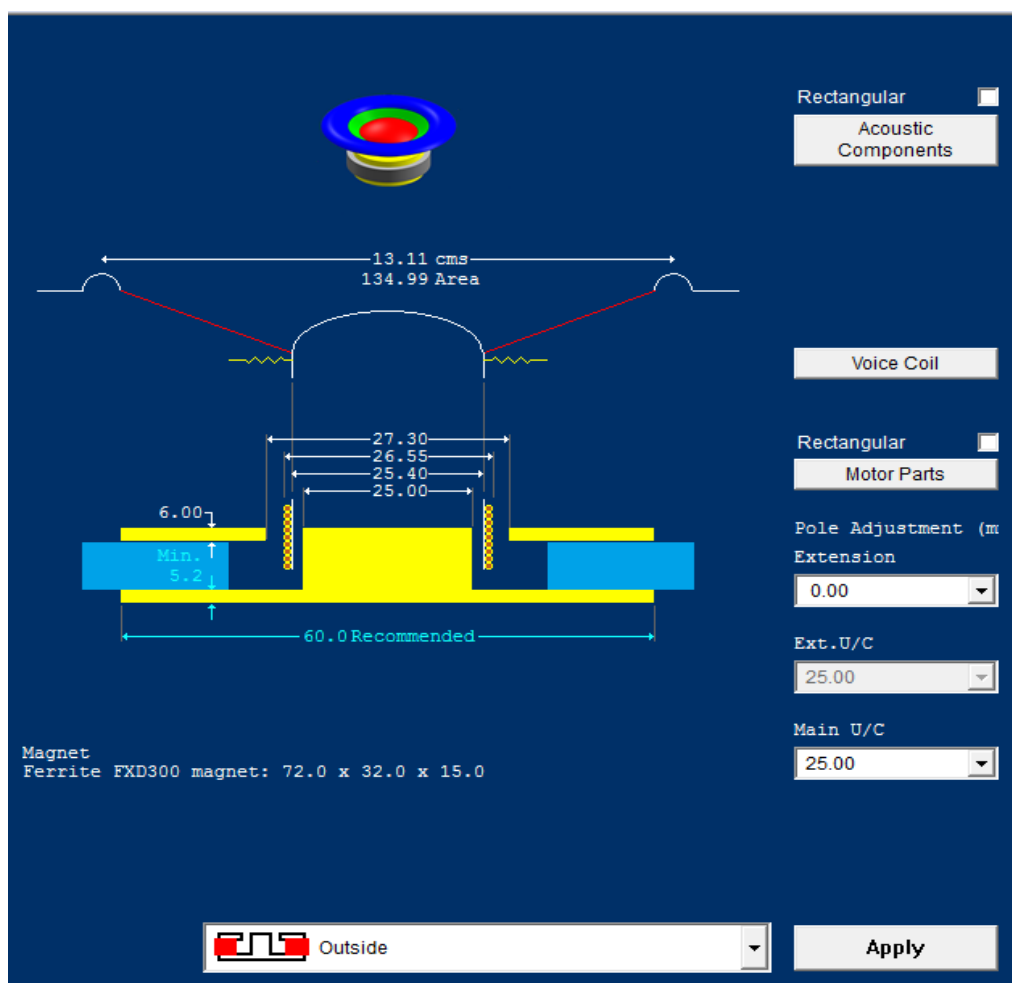 Rectangular
Acoustic
Components
13.11 cms
134.99 Area
Voice Coil
27.30
26.55
25.40
25.00
Rectangular
Motor Parts
6.00
Min.
5.2
Pole Adjustment (m
Extension
0.00
60.0 Recommended
Ext.U/C
25.00
Main U/C
25.00
Magnet
Ferrite FXD300 magnet: 72.0 x 32.0 x 15.0
Outside
Apply